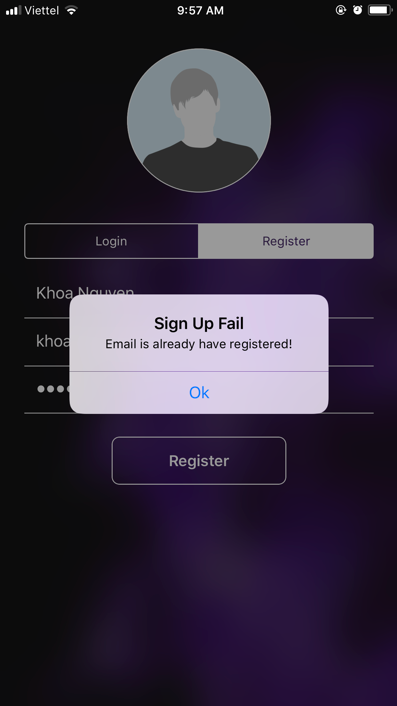 Viettel 9:57 AM
Login Register
Khoa Nguyen
Sign Up Fail
Email is already have registered!
khoa
Ok
Register